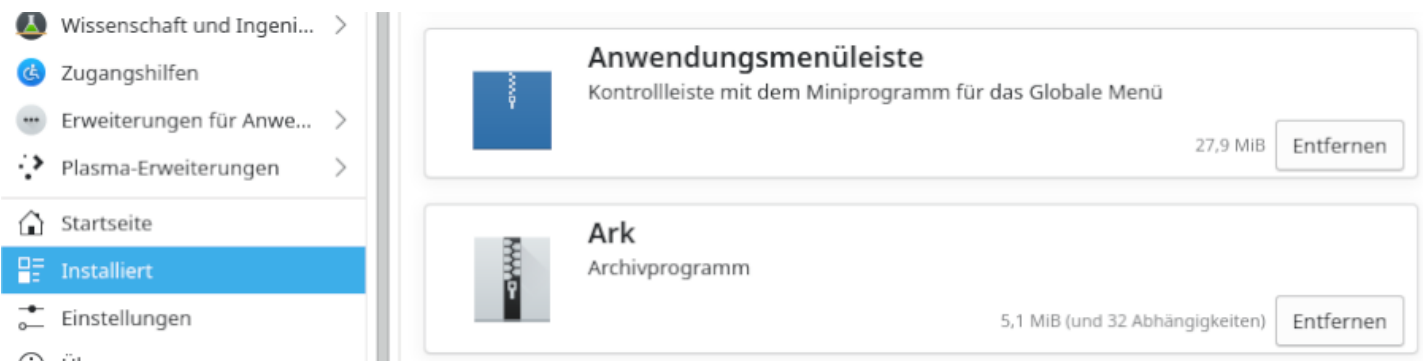 Wissenschaft und Ingeni...
Zugangshilfen
Erweiterungen für Anwe...
Plasma-Erweiterungen
Startseite
Installiert
Einstellungen
Anwendungsmenüleiste
Kontrollleiste mit dem Miniprogramm für das Globale Menü
27,9 MiB
Entfernen
Ark
Archivprogramm
5,1 MiB (und 32 Abhängigkeiten)
Entfernen